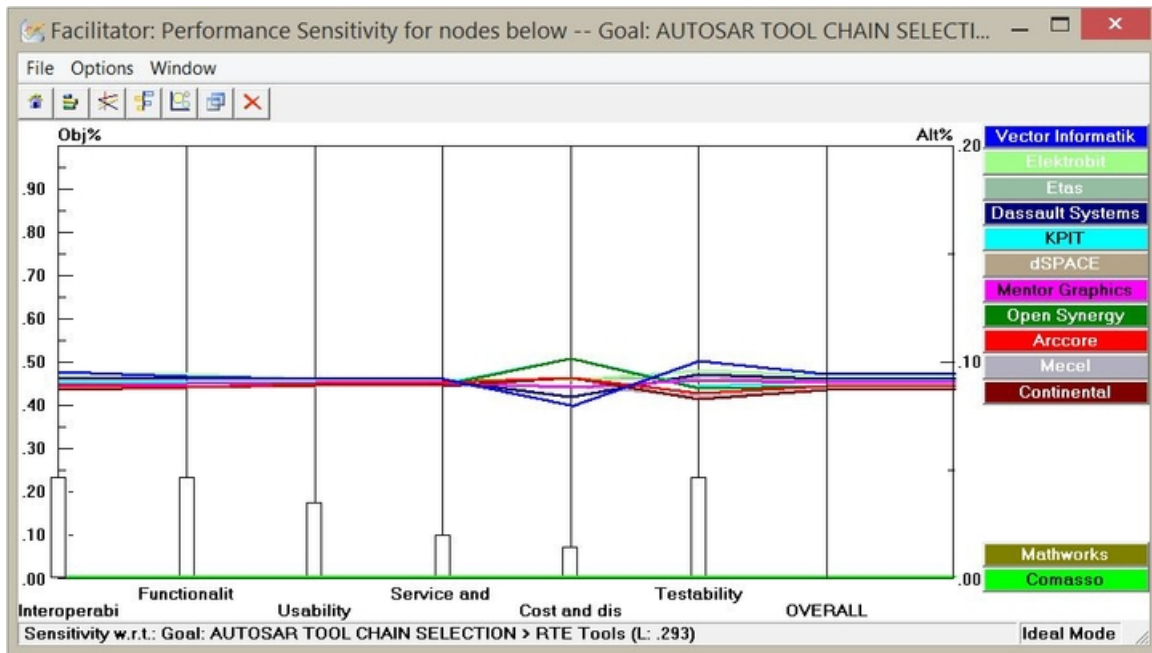 Facilitator: Performance Sensitivity for nodes below -- Goal: AUTOSAR TOOL CHAIN SELECTI...
File Options Window
Obj% Alt%
.90
.80
.70
.60
.50
.40
.30
.20
.10
.00
.20
.10
.00
Vector Informatik
Elektrobit
Etas
Dassault Systems
KPIT
dSPACE
Mentor Graphics
Open Synergy
Arccore
Mecel
Continental
Mathworks
Comasso
Interoperabi
Functionalit
Usability
Service and
Cost and dis
Testability
OVERALL
Sensitivity w.r.t.: Goal: AUTOSAR TOOL CHAIN SELECTION > RTE Tools (L: .293) Ideal Mode